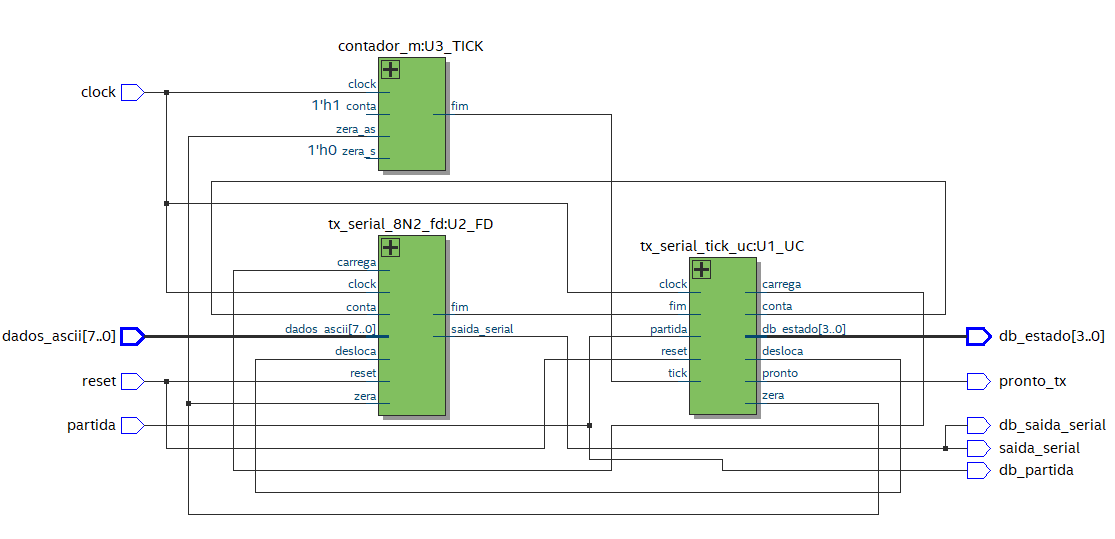 contador_m:U3_TICK
clock
clock
1'h1 conta
fim
zera_as
1'h0 zera_s
tx_serial_8N2_fd:U2_FD
carrega
clock
conta
fim
dados_ascii[7..0]
dados_ascii[7..0]
saida_serial
desloca
reset
reset
zera
partida
tx_serial_tick_uc:U1_UC
clock
carrega
fim
conta
partida
db_estado[3..0]
db_estado[3..0]
reset
desloca
tick
pronto
pronto_tx
zera
db_saida_serial
saida_serial
db_partida